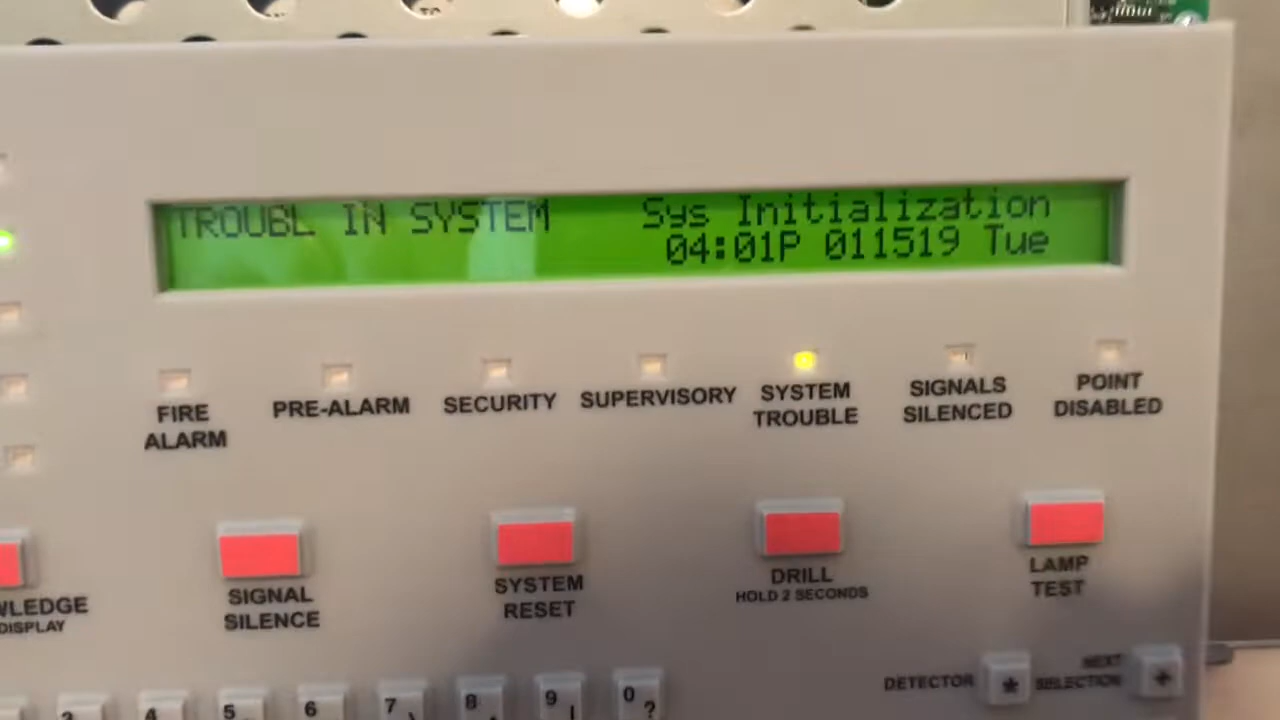 TROUBL IN SYSTEM Sys Initialization
04:01P 011519 Tue
FIRE
ALARM
PRE-ALARM
SECURITY
SUPERVISORY
SYSTEM
TROUBLE
SIGNALS
SILENCED
POINT
DISABLED
WLEDGE
DISPLAY
SIGNAL
SILENCE
SYSTEM
RESET
DRILL
HOLD 2 SECONDS
LAMP
TEST
4 5 6 7 8 9 0 ?
DETECTOR *
NEXT
SELECTION +